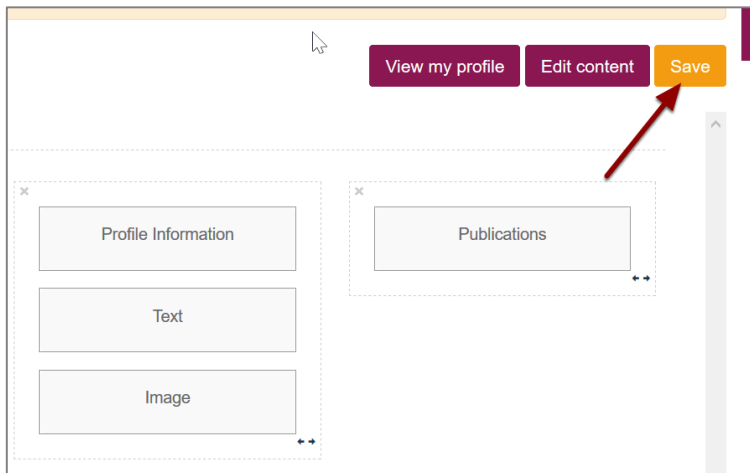 View my profile
Edit content
Save
Profile Information
Publications
Text
Image